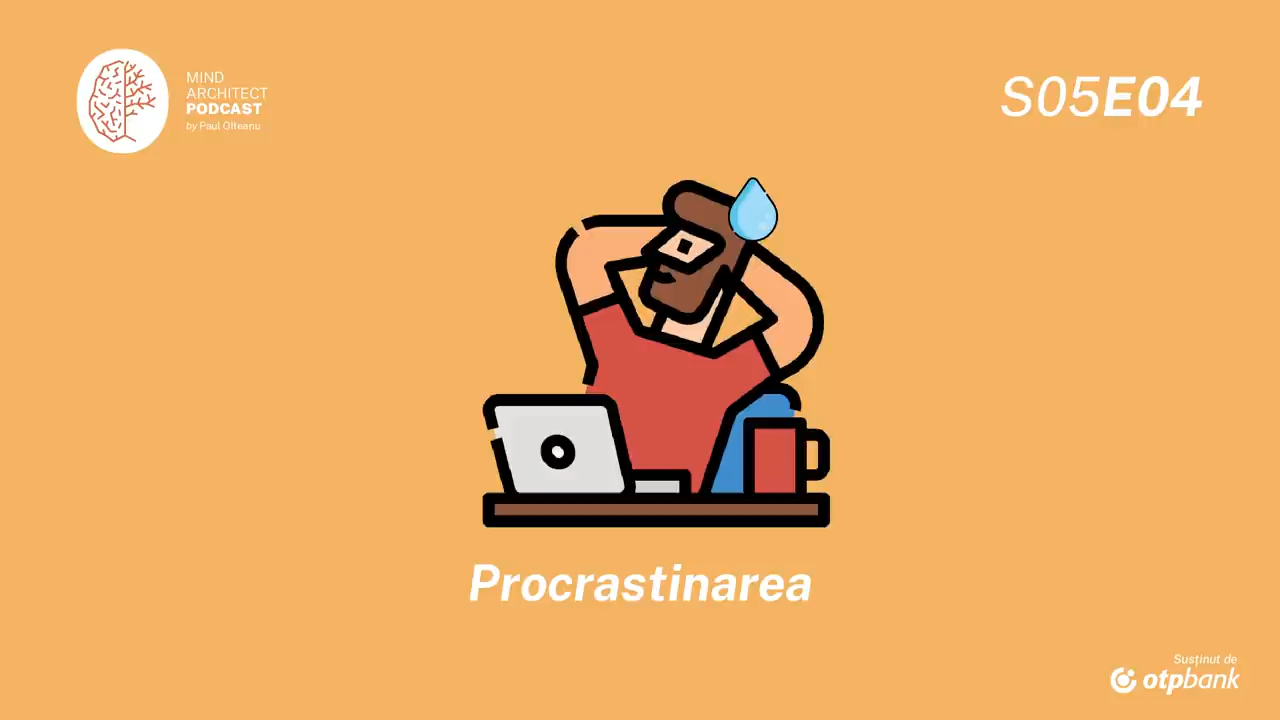 MIND
ARCHITECT
PODCAST
by Paul Olteanu
S05E04
Procrastinarea
Susținut de
otpbank